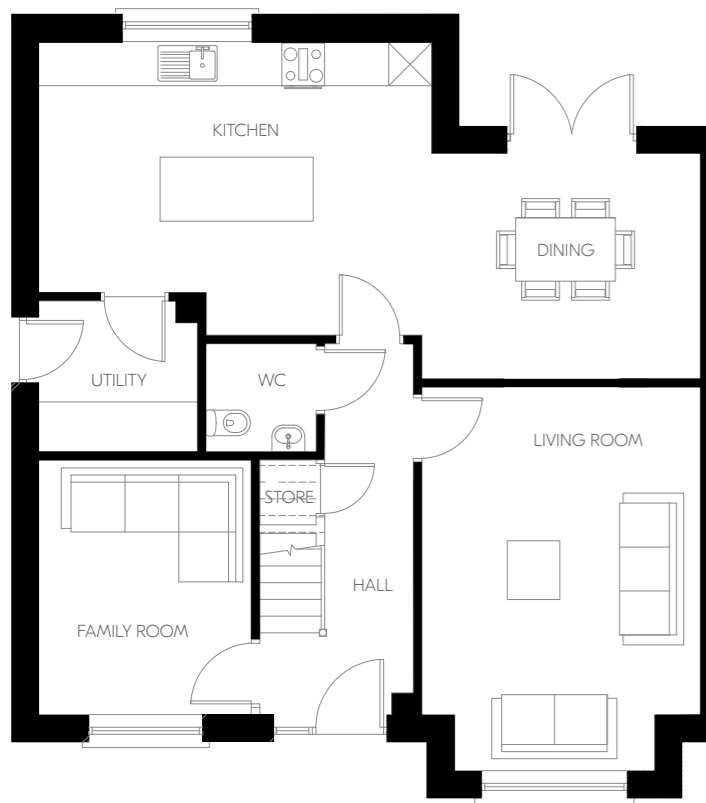 KITCHEN
DINING
UTILITY
WC
LIVING ROOM
STORE
HALL
FAMILY ROOM